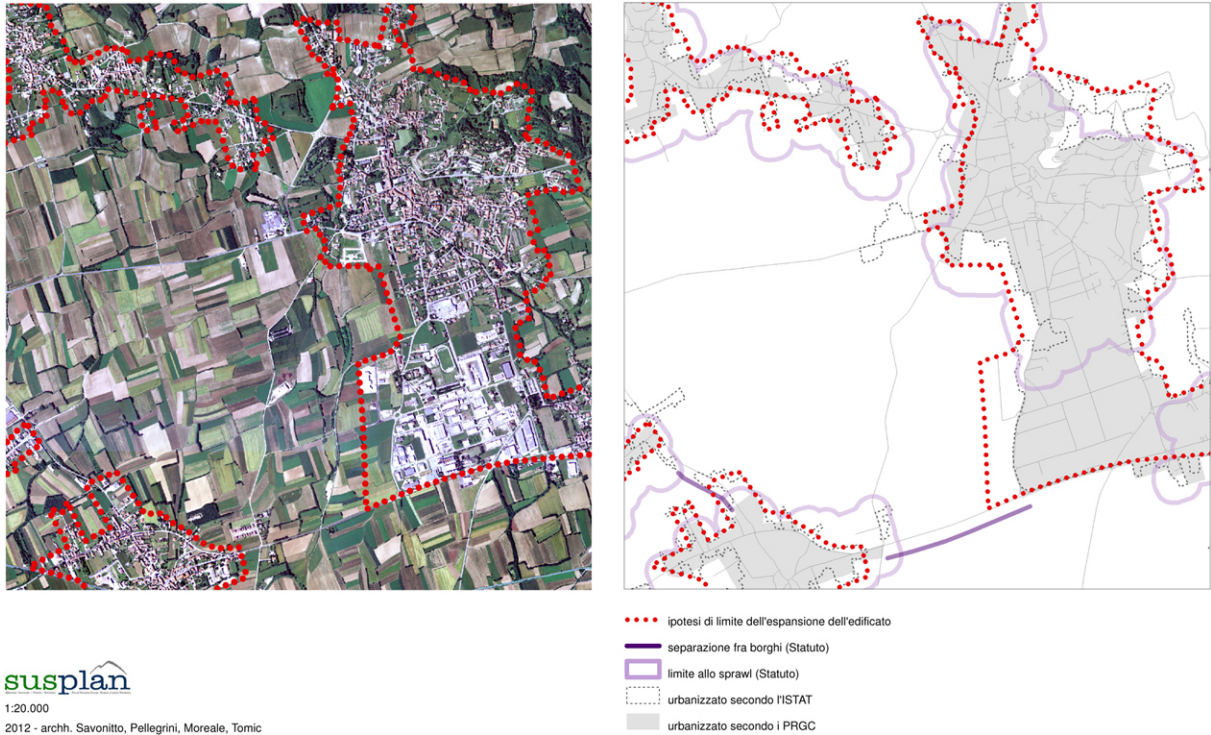 ipotesi di limite dell'espansione dell'edificato
separazione fra borghi (Statuto)
limite allo sprawl (Statuto)
urbanizzato secondo l'ISTAT
urbanizzato secondo i PRGC
susplan
1:20.000
2012 - archh. Savonitto, Pellegrini, Moreale, Tomic